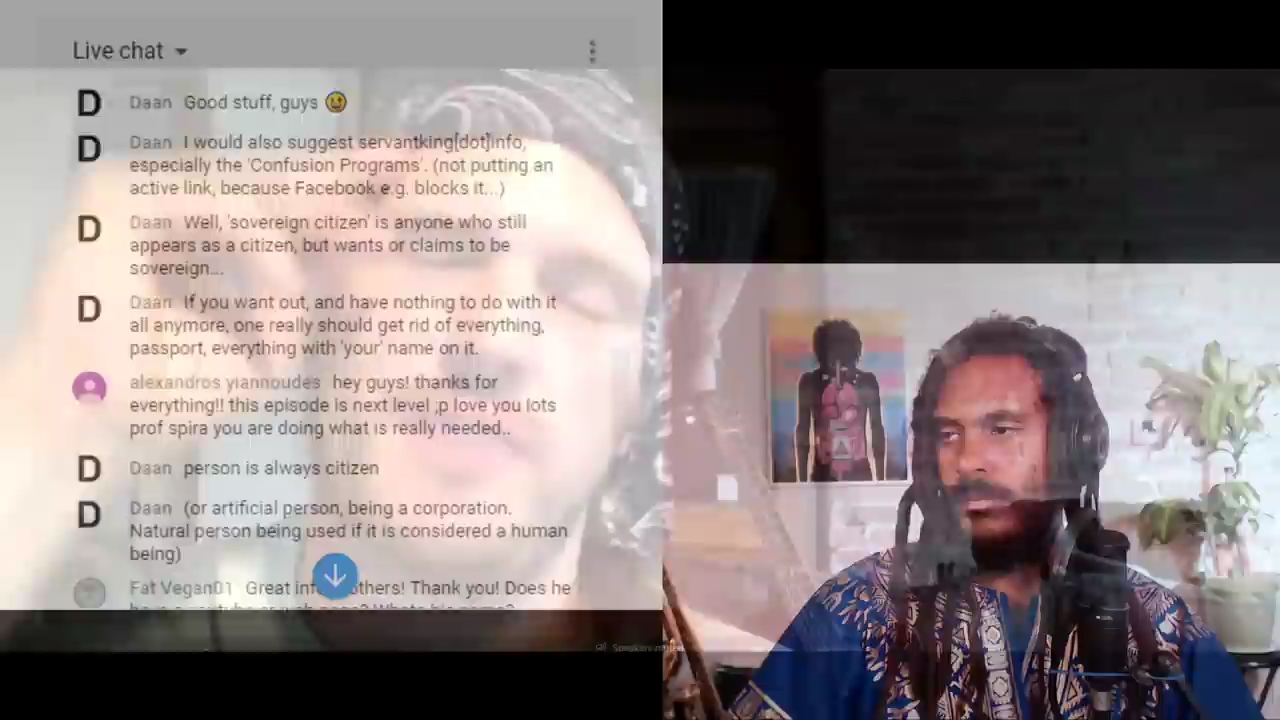 Live chat
D Daan Good stuff, guys 😃
D Daan I would also suggest servantking[dot]info,
especially the 'Confusion Programs'. (not putting an
active link, because Facebook e.g. blocks it...)
D Daan Well, 'sovereign citizen' is anyone who still
appears as a citizen, but wants or claims to be
sovereign...
D Daan If you want out, and have nothing to do with it
all anymore, one really should get rid of everything,
passport, everything with 'your' name on it.
alexandros yiannoudes hey guys! thanks for
everything!! this episode is next level ;p love you lots
prof spira you are doing what is really needed..
D Daan person is always citizen
D Daan (or artificial person, being a corporation.
Natural person being used if it is considered a human
being)
Fat Vegan01 Great others! Thank you! Does he